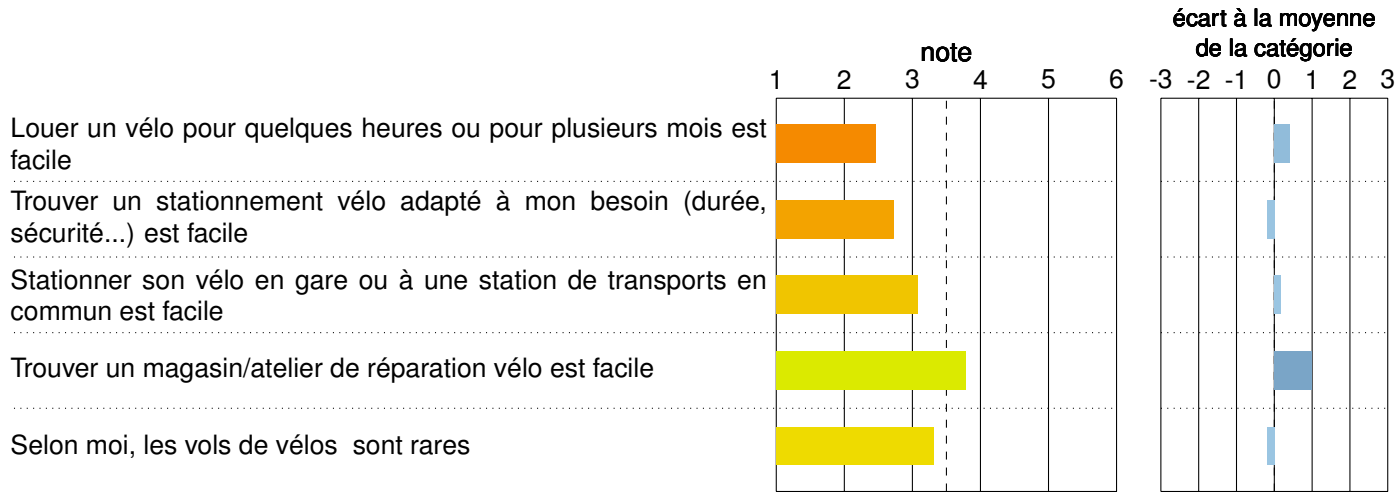 écart à la moyenne
note de la catégorie
1 2 3 4 5 6 -3 -2 -1 0 1 2 3
Louer un vélo pour quelques heures ou pour plusieurs mois est
facile
Trouver un stationnement vélo adapté à mon besoin (durée,
sécurité...) est facile
Stationner son vélo en gare ou à une station de transports en
commun est facile
Trouver un magasin/atelier de réparation vélo est facile
Selon moi, les vols de vélos sont rares